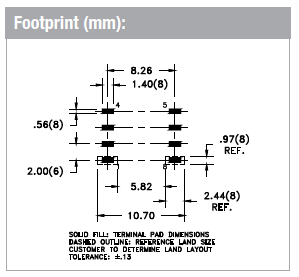 Footprint (mm):
8.26
1.40(8)
4
5
.56(8)
.97(8)
REF.
2.00(6)
1
8
5.82
2.44(8)
REF.
10.70
SOLID FILL: TERMINAL PAD DIMENSIONS
DASHED OUTLINE: REFERENCE LAND SIZE
CUSTOMER TO DETERMINE LAND LAYOUT
TOLERANCE: ±.13